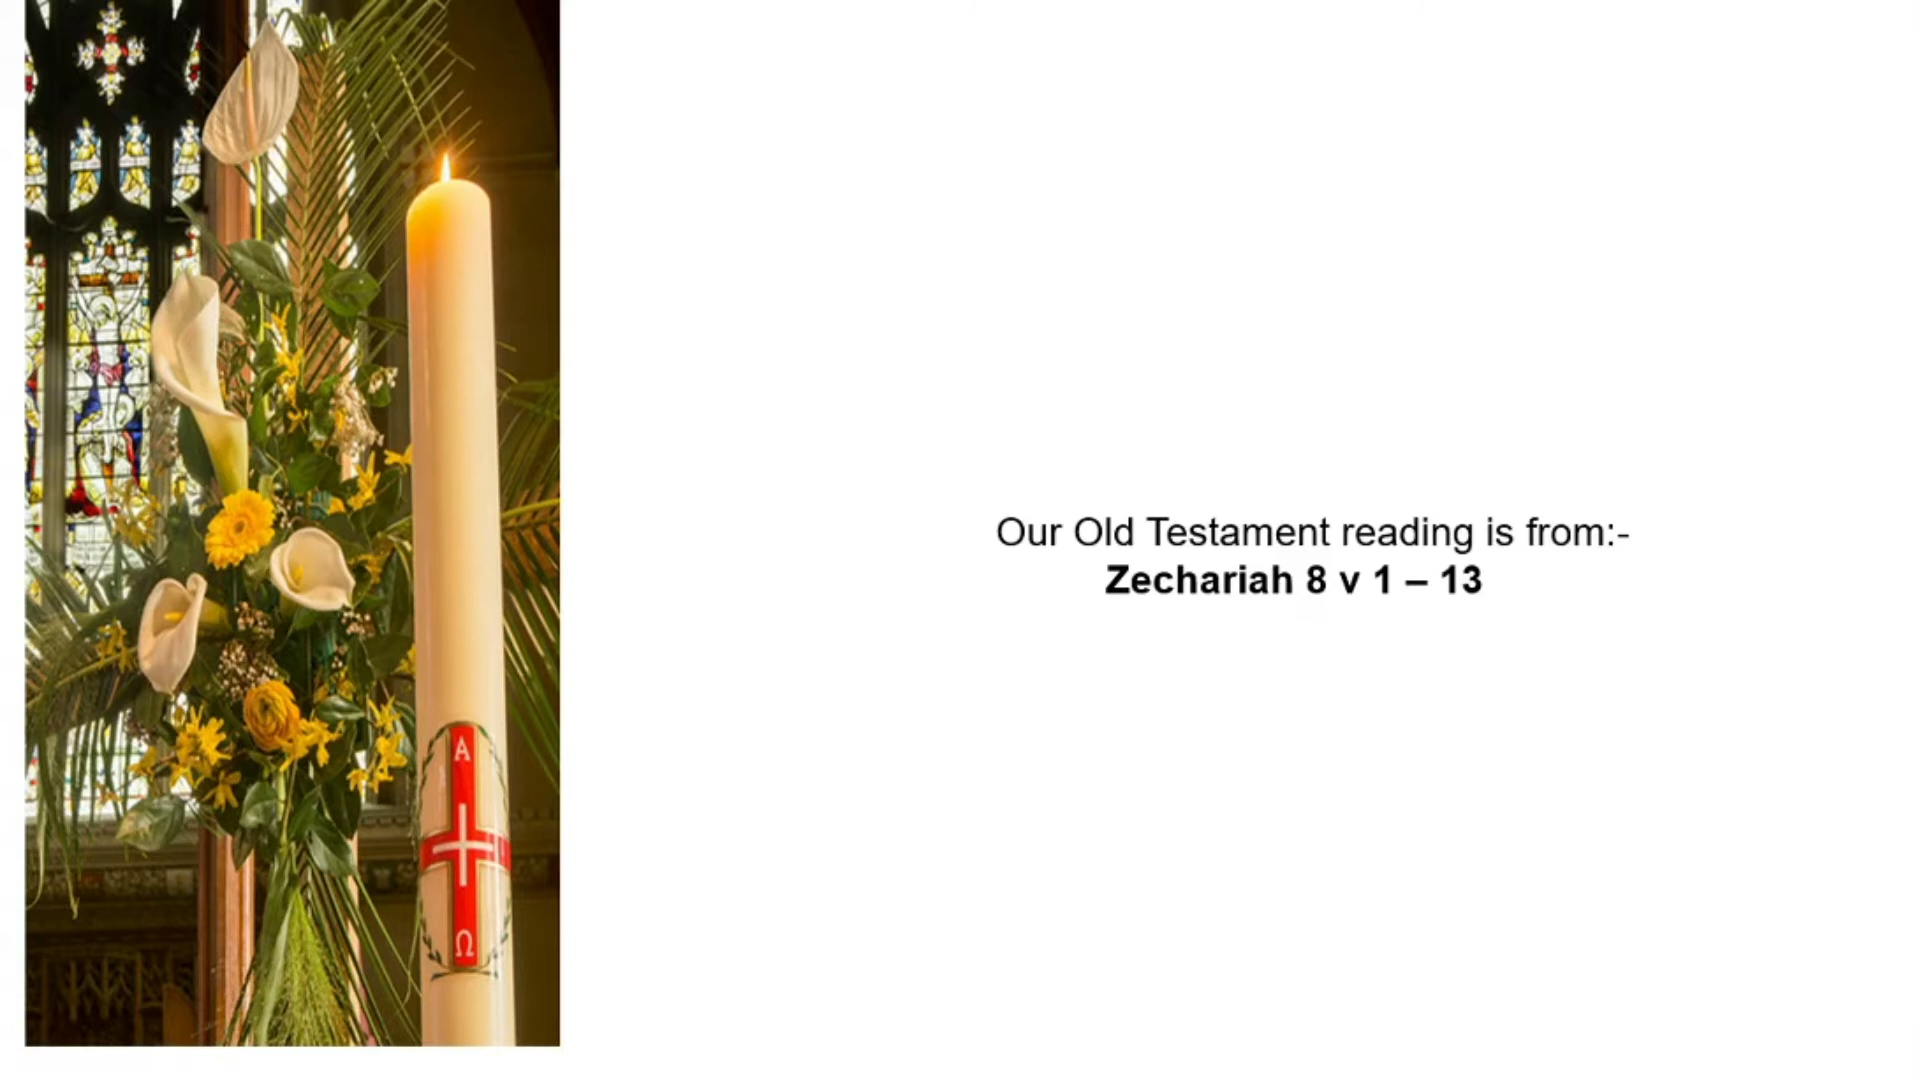 Our Old Testament reading is from:-
Zechariah 8 v 1 – 13
Α
Ω